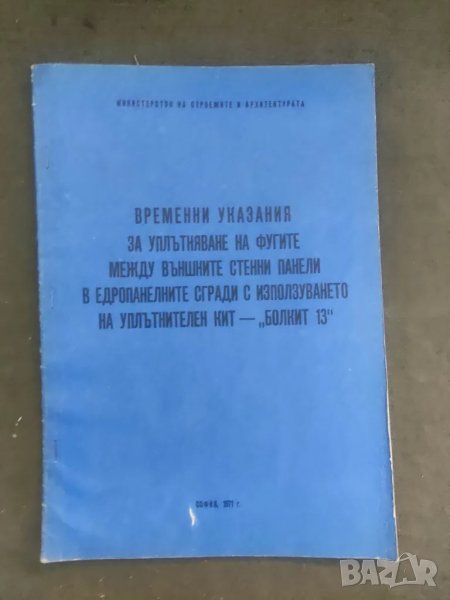 МИНИСТЕРСТВО НА СТРОЕЖИТЕ И АРХИТЕКТУРАТА
ВРЕМЕННИ УКАЗАНИЯ
ЗА УПЛЪТНЯВАНЕ НА ФУГИТЕ
МЕЖДУ ВЪНШНИТЕ СТЕННИ ПАНЕЛИ
В ЕДРОПАНЕЛНИТЕ СГРАДИ С ИЗПОЛЗУВАНЕТО
НА УПЛЪТНИТЕЛЕН КИТ — „БОЛКИТ 13"
СОФИЯ, 1971 г.
BAZAR